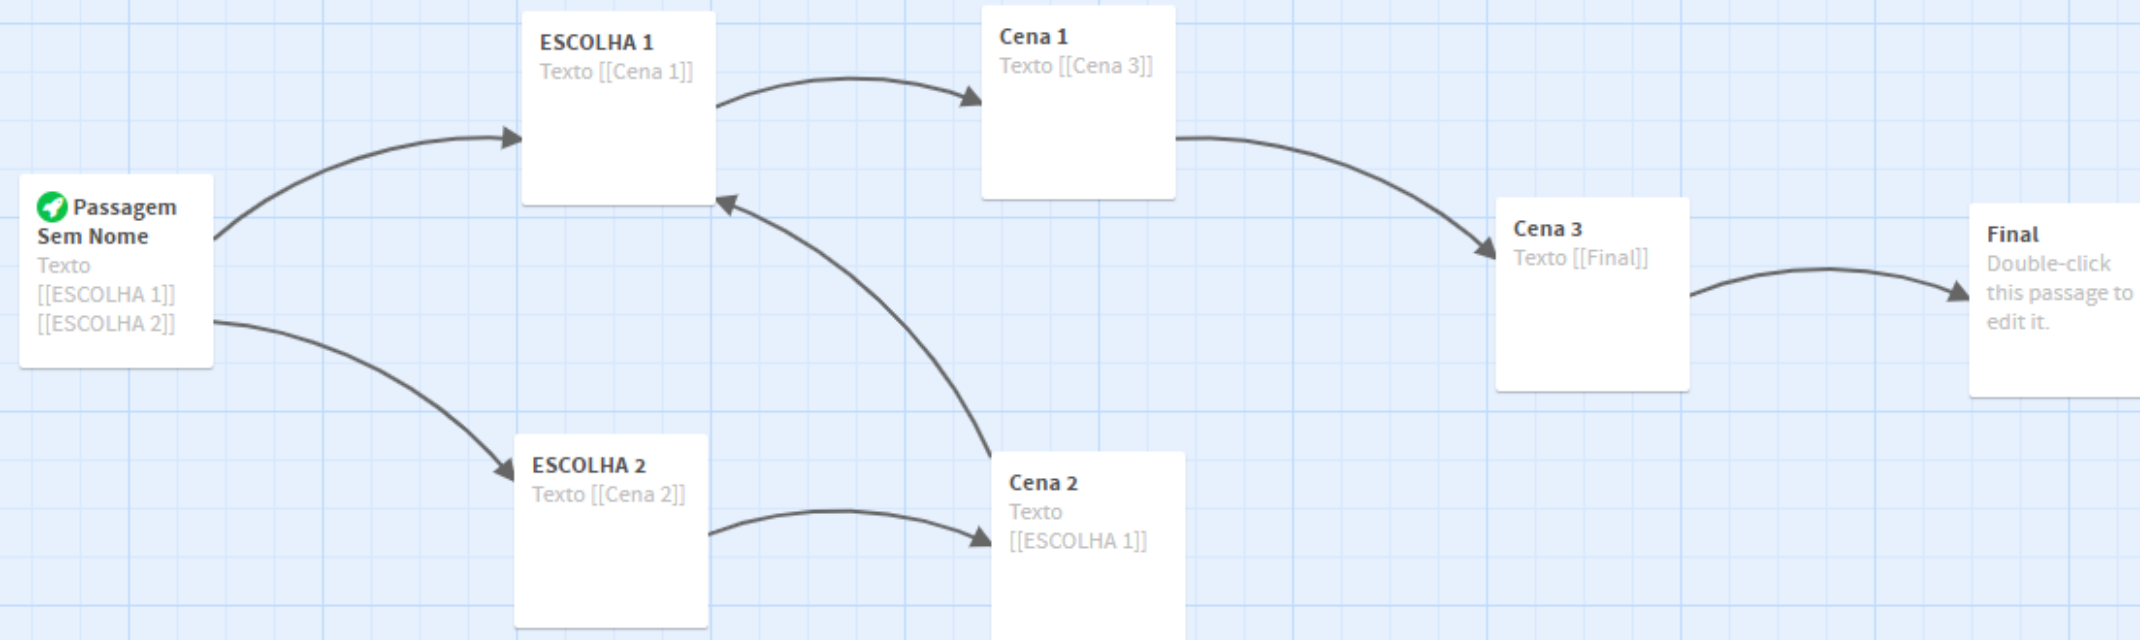 Passagem
Sem Nome
Texto
[[ESCOLHA 1]]
[[ESCOLHA 2]]
ESCOLHA 1
Texto [[Cena 1]]
Cena 1
Texto [[Cena 3]]
ESCOLHA 2
Texto [[Cena 2]]
Cena 2
Texto
[[ESCOLHA 1]]
Cena 3
Texto [[Final]]
Final
Double-click
this passage to
edit it.